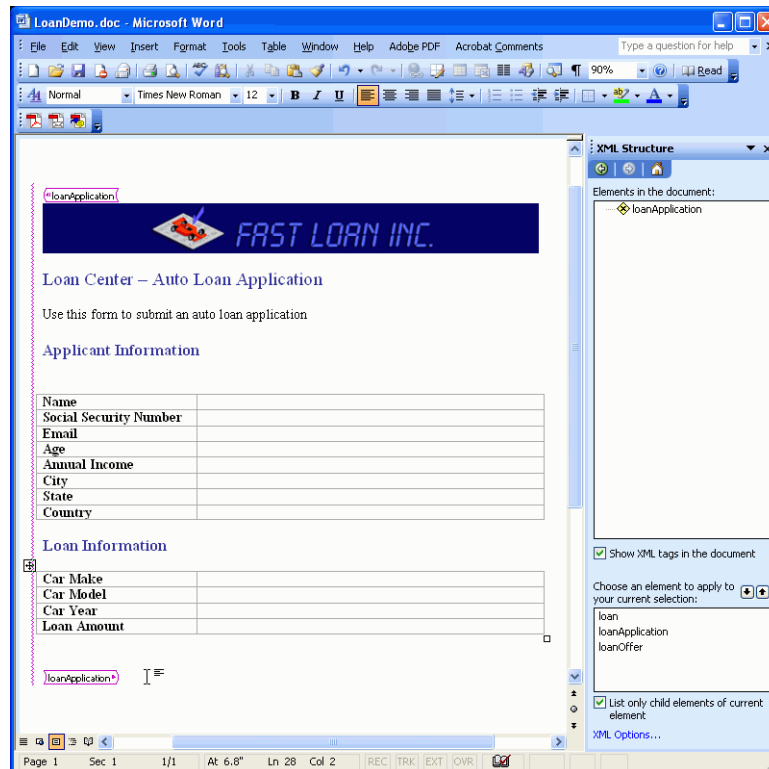 LoanDemo.doc - Microsoft Word
File Edit View Insert Format Tools Table Window Help Adobe PDF Acrobat Comments Type a question for help
90% Read
Normal Times New Roman 12 B I U
XML Structure
Elements in the document:
loanApplication
loanApplication
FAST LOAN INC.
Loan Center – Auto Loan Application
Use this form to submit an auto loan application
Applicant Information
Name
Social Security Number
Email
Age
Annual Income
City
State
Country
Loan Information
Car Make
Car Model
Car Year
Loan Amount
loanApplication
Show XML tags in the document
Choose an element to apply to
your current selection:
loan
loanApplication
loanOffer
List only child elements of current
element
XML Options...
Page 1 Sec 1 1/1 At 6.8" Ln 28 Col 2 REC TRK EXT OVR